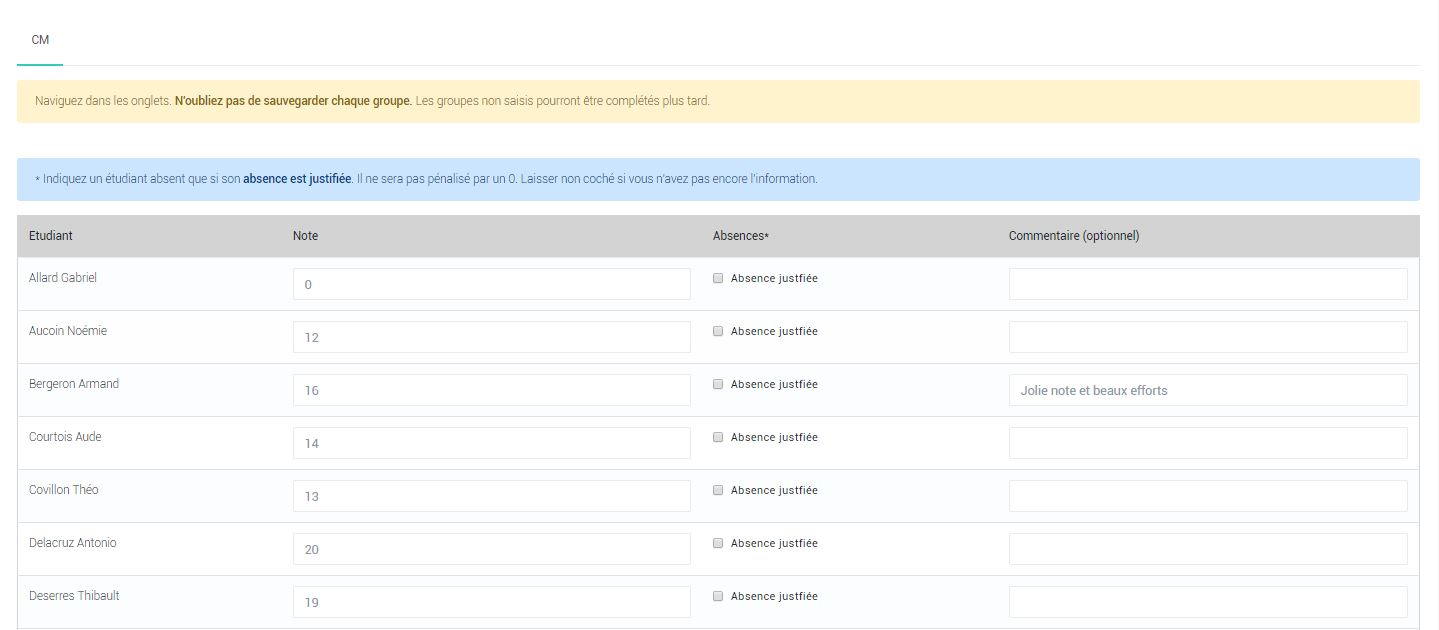 CM
Naviguez dans les onglets. N'oubliez pas de sauvegarder chaque groupe. Les groupes non saisis pourront être complétés plus tard.
* Indiquez un étudiant absent que si son absence est justifiée. Il ne sera pas pénalisé par un 0. Laisser non coché si vous n'avez pas encore l'information.
Etudiant Note Absences* Commentaire (optionnel)
Allard Gabriel 0 Absence justfiée
Aucoin Noémie 12 Absence justfiée
Bergeron Armand 16 Absence justfiée Jolie note et beaux efforts
Courtois Aude 14 Absence justfiée
Covillon Théo 13 Absence justfiée
Delacruz Antonio 20 Absence justfiée
Deserres Thibault 19 Absence justfiée